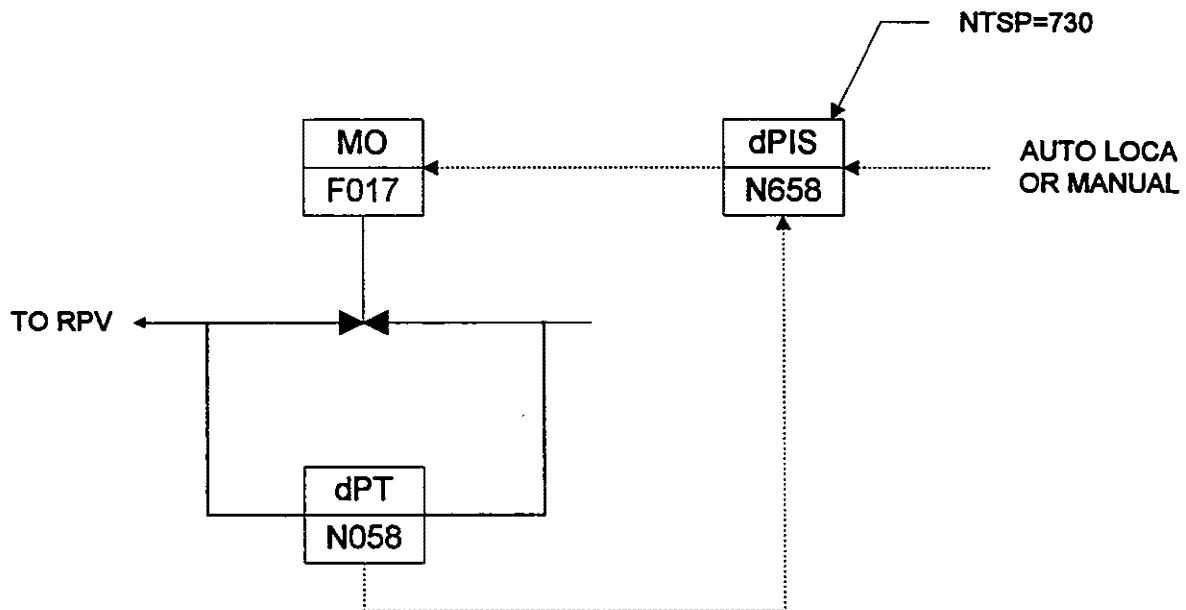 NTSP=730
MO
F017
dPIS
N658
AUTO LOCA
OR MANUAL
TO RPV
dPT
N058